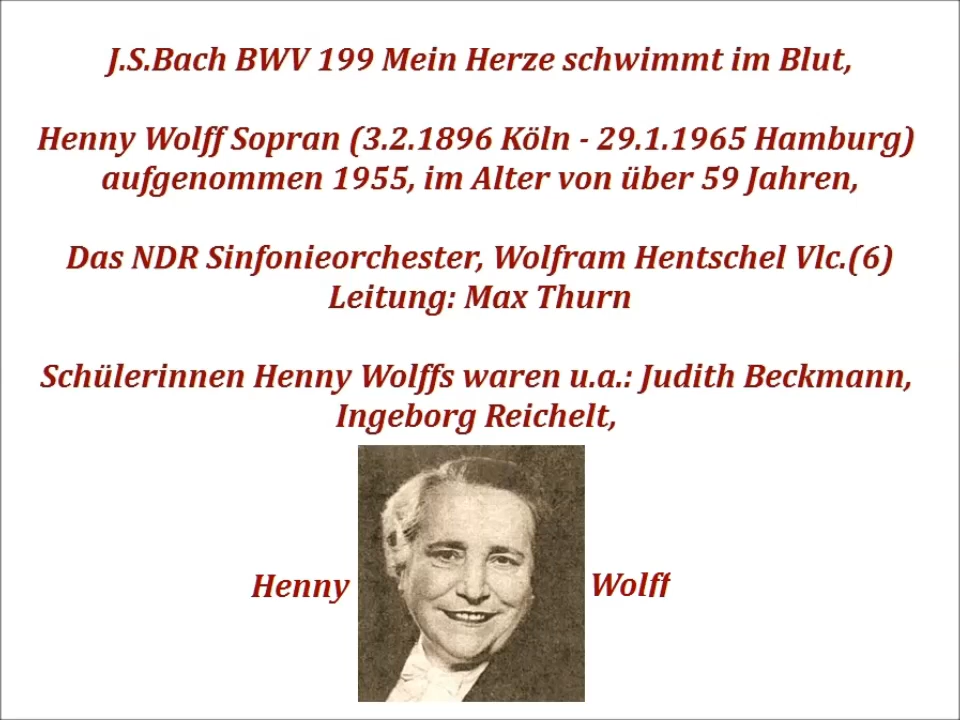 J.S.Bach BWV 199 Mein Herze schwimmt im Blut,
Henny Wolff Sopran (3.2.1896 Köln - 29.1.1965 Hamburg)
aufgenommen 1955, im Alter von über 59 Jahren,
Das NDR Sinfonieorchester, Wolfram Hentschel Vlc.(6)
Leitung: Max Thurn
Schülerinnen Henny Wolffs waren u.a.: Judith Beckmann,
Ingeborg Reichelt,
Henny Wolff